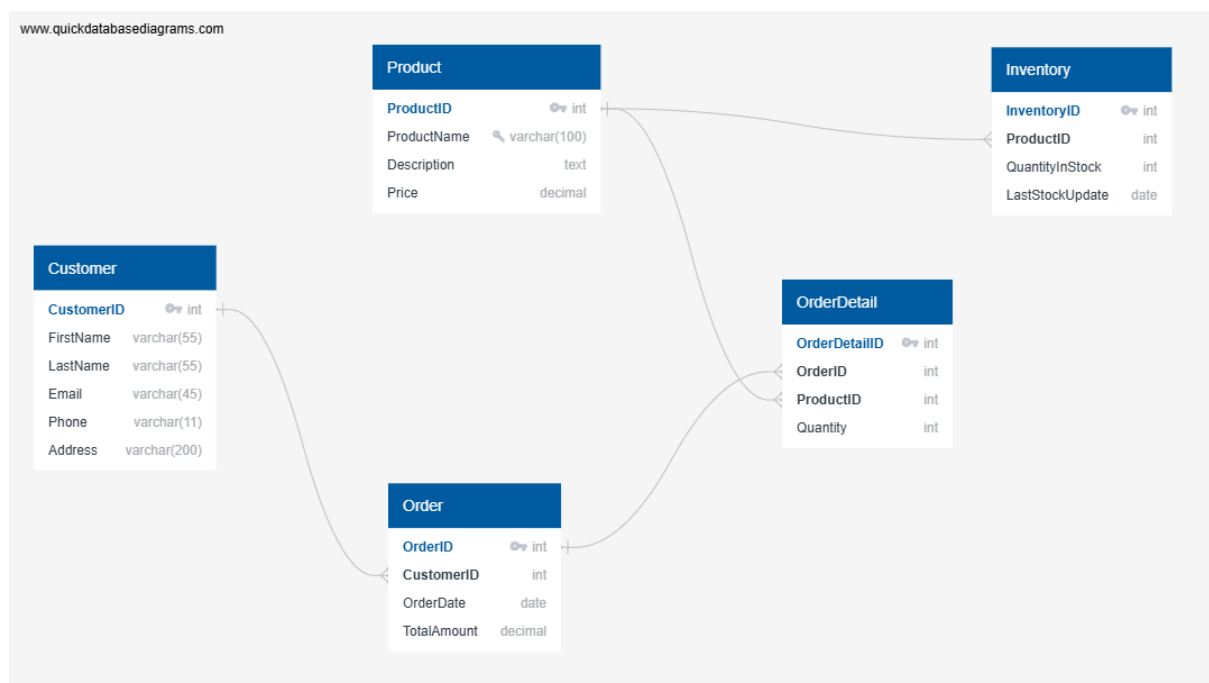 www.quickdatabasediagrams.com
Product
ProductID int
ProductName varchar(100)
Description text
Price decimal
Inventory
InventoryID int
ProductID int
QuantityInStock int
LastStockUpdate date
Customer
CustomerID int
FirstName varchar(55)
LastName varchar(55)
Email varchar(45)
Phone varchar(11)
Address varchar(200)
OrderDetail
OrderDetailID int
OrderID int
ProductID int
Quantity int
Order
OrderID int
CustomerID int
OrderDate date
TotalAmount decimal